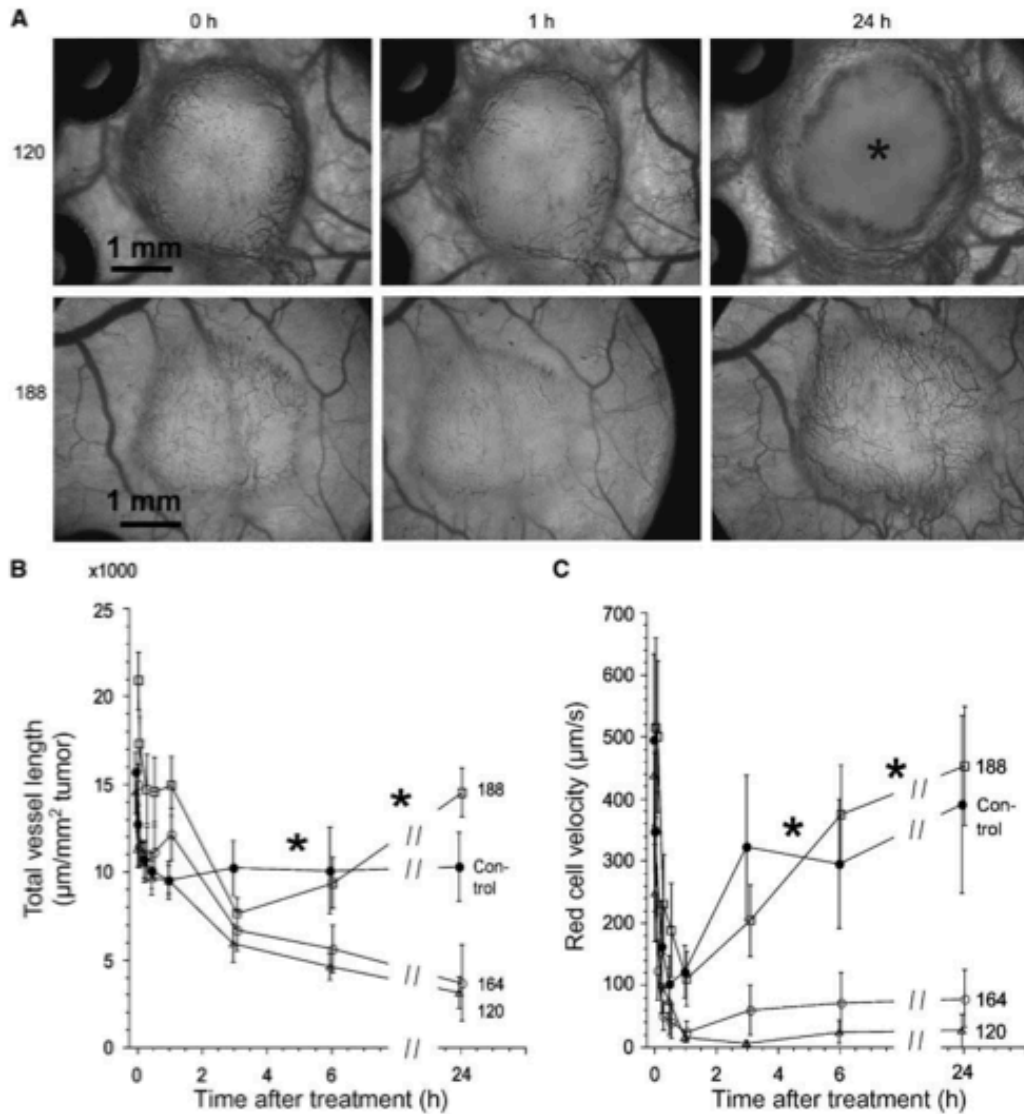 A
0 h 1 h 24 h
120
*
1 mm
188
1 mm
B
x1000
Total vessel length
(µm/mm² tumor)
25
20
15
10
5
0
*
*
//
//
//
//
188
Con-
trol
164
120
0 2 4 6 24
Time after treatment (h)
C
Red cell velocity (µm/s)
700
600
500
400
300
200
100
0
*
*
//
//
//
//
188
Con-
trol
164
120
0 2 4 6 24
Time after treatment (h)